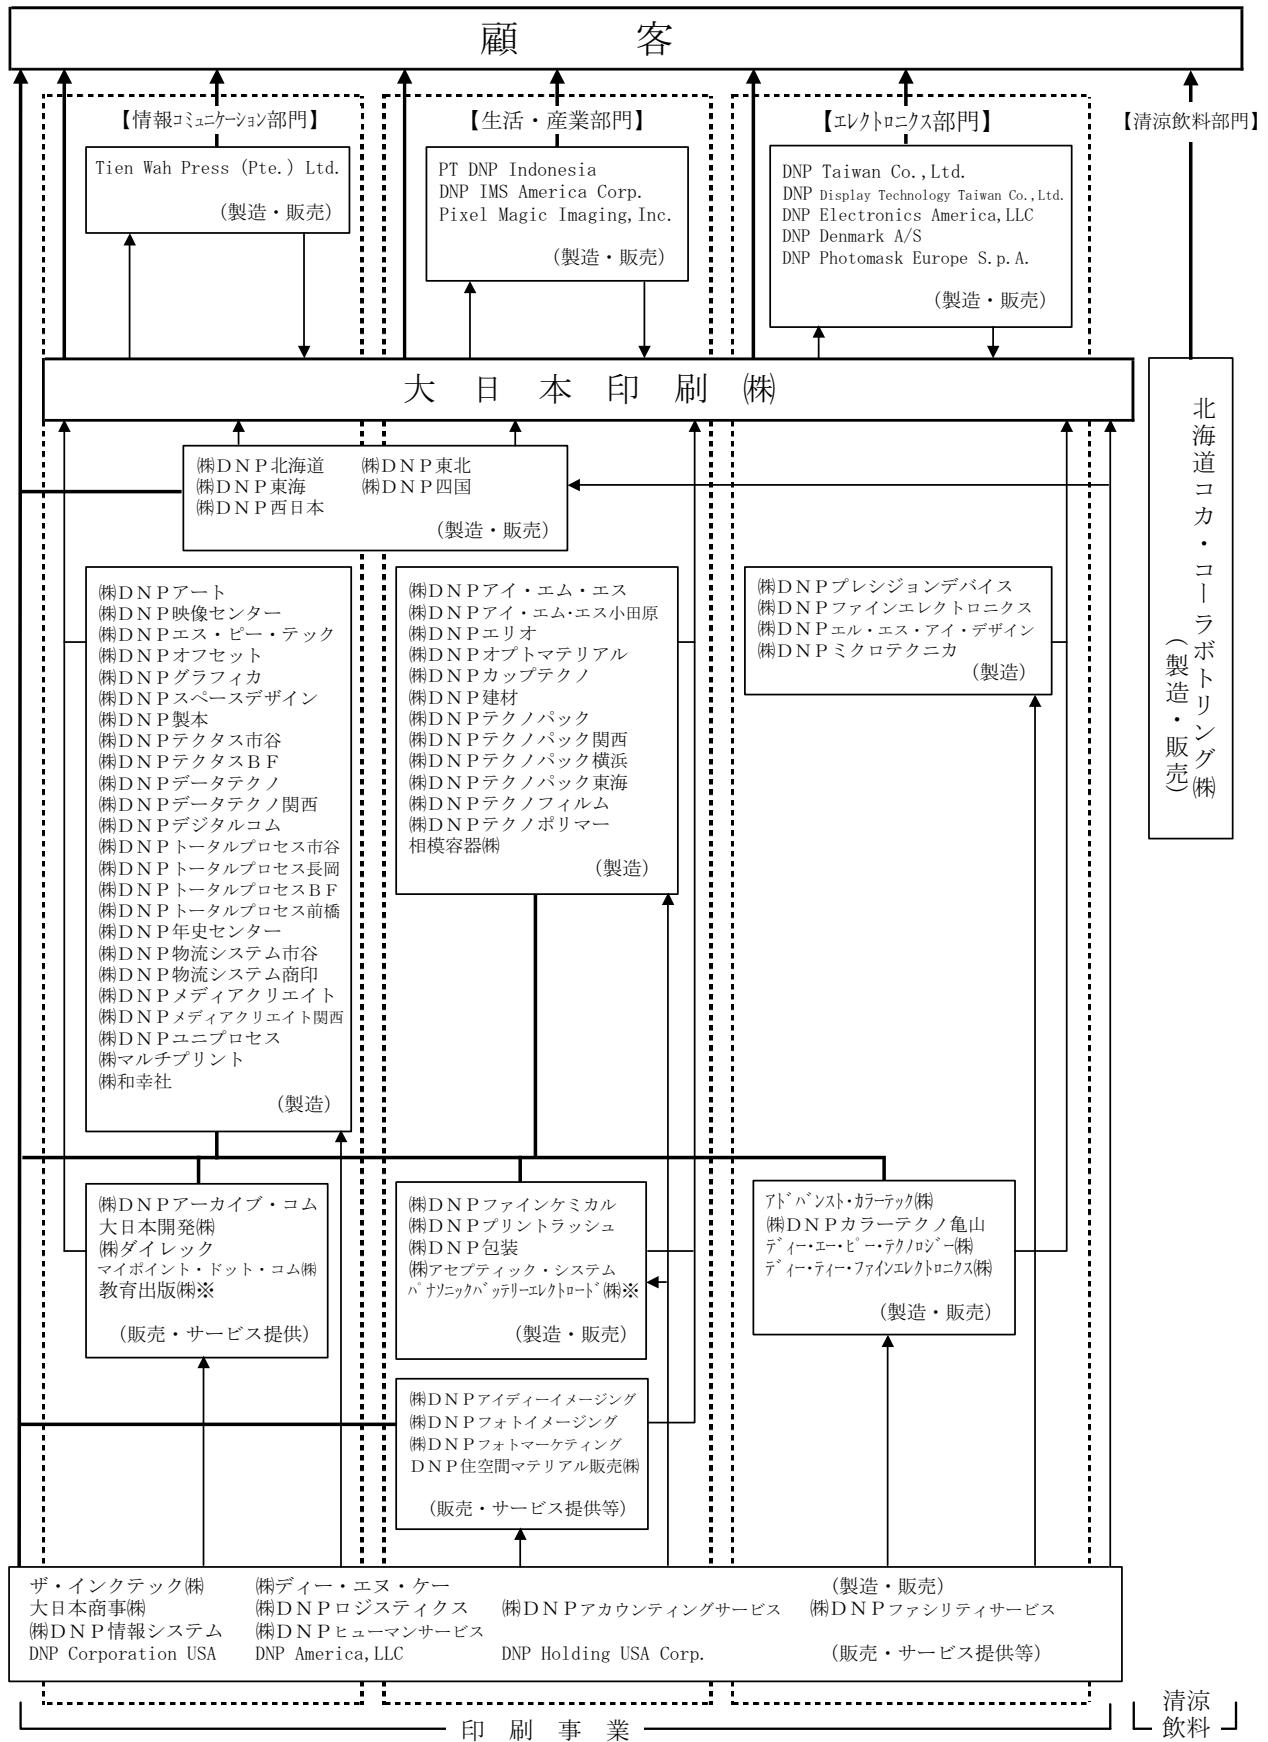 顧客
【情報ｺﾐｭﾆｹｰｼｮﾝ部門】
【生活・産業部門】
【ｴﾚｸﾄﾛﾆｸｽ部門】
【清涼飲料部門】
Tien Wah Press (Pte.) Ltd.
(製造・販売)
PT DNP Indonesia
DNP IMS America Corp.
Pixel Magic Imaging,Inc.
(製造・販売)
DNP Taiwan Co.,Ltd.
DNP Display Technology Taiwan Co.,Ltd.
DNP Electronics America,LLC
DNP Denmark A/S
DNP Photomask Europe S.p.A.
(製造・販売)
大日本印刷㈱
北海道コカ・コーラボトリング㈱
(製造・販売)
㈱ＤＮＰ北海道 ㈱ＤＮＰ東北
㈱ＤＮＰ東海 ㈱ＤＮＰ四国
㈱ＤＮＰ西日本
(製造・販売)
㈱ＤＮＰアート
㈱ＤＮＰ映像センター
㈱ＤＮＰエス・ピー・テック
㈱ＤＮＰオフセット
㈱ＤＮＰグラフィカ
㈱ＤＮＰスペースデザイン
㈱ＤＮＰ製本
㈱ＤＮＰテクタス市谷
㈱ＤＮＰテクタスＢＦ
㈱ＤＮＰデータテクノ
㈱ＤＮＰデータテクノ関西
㈱ＤＮＰデジタルコム
㈱ＤＮＰトータルプロセス市谷
㈱ＤＮＰトータルプロセス長岡
㈱ＤＮＰトータルプロセスＢＦ
㈱ＤＮＰトータルプロセス前橋
㈱ＤＮＰ年史センター
㈱ＤＮＰ物流システム市谷
㈱ＤＮＰ物流システム商印
㈱ＤＮＰメディアクリエイト
㈱ＤＮＰメディアクリエイト関西
㈱ＤＮＰユニプロセス
㈱マルチプリント
㈱和幸社
(製造)
㈱ＤＮＰアイ・エム・エス
㈱ＤＮＰアイ・エム・エス小田原
㈱ＤＮＰエリオ
㈱ＤＮＰオプトマテリアル
㈱ＤＮＰカップテクノ
㈱ＤＮＰ建材
㈱ＤＮＰテクノパック
㈱ＤＮＰテクノパック関西
㈱ＤＮＰテクノパック横浜
㈱ＤＮＰテクノパック東海
㈱ＤＮＰテクノフィルム
㈱ＤＮＰテクノポリマー
相模容器㈱
(製造)
㈱ＤＮＰプレシジョンデバイス
㈱ＤＮＰファインエレクトロニクス
㈱ＤＮＰエル・エス・アイ・デザイン
㈱ＤＮＰミクロテクニカ
(製造)
㈱ＤＮＰアーカイブ・コム
大日本開発㈱
㈱ダイレック
マイポイント・ドット・コム㈱
教育出版㈱※
(販売・サービス提供)
㈱ＤＮＰファインケミカル
㈱ＤＮＰプリントラッシュ
㈱ＤＮＰ包装
㈱アセプティック・システム
ﾊﾟﾅｿﾆｯｸﾊﾞｯﾃﾘｰｴﾚｸﾄﾛｰﾄﾞ㈱※
(製造・販売)
ｱﾄﾞﾊﾞﾝｽﾄ・ｶﾗｰﾃｯｸ㈱
㈱ＤＮＰカラーテクノ亀山
ﾃﾞｨｰ・ｴｰ・ﾋﾟｰ・ﾃｸﾉﾛｼﾞｰ㈱
ﾃﾞｨｰ・ﾃｨｰ・ﾌｧｲﾝｴﾚｸﾄﾛﾆｸｽ㈱
(製造・販売)
㈱ＤＮＰアイディーイメージング
㈱ＤＮＰフォトイメージング
㈱ＤＮＰフォトマーケティング
ＤＮＰ住空間マテリアル販売㈱
(販売・サービス提供等)
ザ・インクテック㈱ ㈱ディー・エヌ・ケー (製造・販売)
大日本商事㈱ ㈱ＤＮＰロジスティクス ㈱ＤＮＰアカウンティングサービス ㈱ＤＮＰファシリティサービス
㈱ＤＮＰ情報システム ㈱ＤＮＰヒューマンサービス
DNP Corporation USA DNP America,LLC DNP Holding USA Corp. (販売・サービス提供等)
印刷事業
清涼
飲料